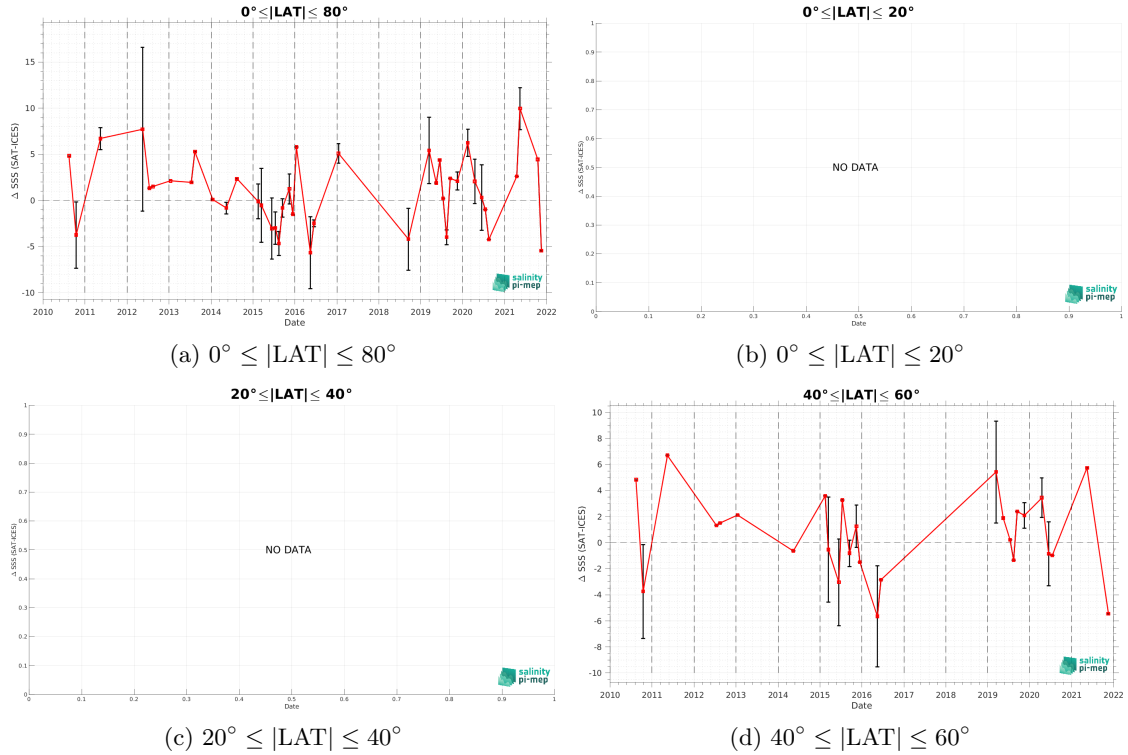 0°≤|LAT|≤ 80°
Δ SSS (SAT-ICES)
15
10
5
0
-5
-10
2010 2011 2012 2013 2014 2015 2016 2017 2018 2019 2020 2021 2022
Date
salinity
pi-mep
(a) 0° ≤ |LAT| ≤ 80°
0°≤|LAT|≤ 20°
Δ SSS (SAT-ICES)
1
0.9
0.8
0.7
0.6
0.5
0.4
0.3
0.2
0.1
0
NO DATA
0 0.1 0.2 0.3 0.4 0.5 0.6 0.7 0.8 0.9 1
Date
salinity
pi-mep
(b) 0° ≤ |LAT| ≤ 20°
20°≤|LAT|≤ 40°
Δ SSS (SAT-ICES)
1
0.9
0.8
0.7
0.6
0.5
0.4
0.3
0.2
0.1
0
NO DATA
0 0.1 0.2 0.3 0.4 0.5 0.6 0.7 0.8 0.9 1
Date
salinity
pi-mep
(c) 20° ≤ |LAT| ≤ 40°
40°≤|LAT|≤ 60°
Δ SSS (SAT-ICES)
10
8
6
4
2
0
-2
-4
-6
-8
-10
2010 2011 2012 2013 2014 2015 2016 2017 2018 2019 2020 2021 2022
Date
salinity
pi-mep
(d) 40° ≤ |LAT| ≤ 60°